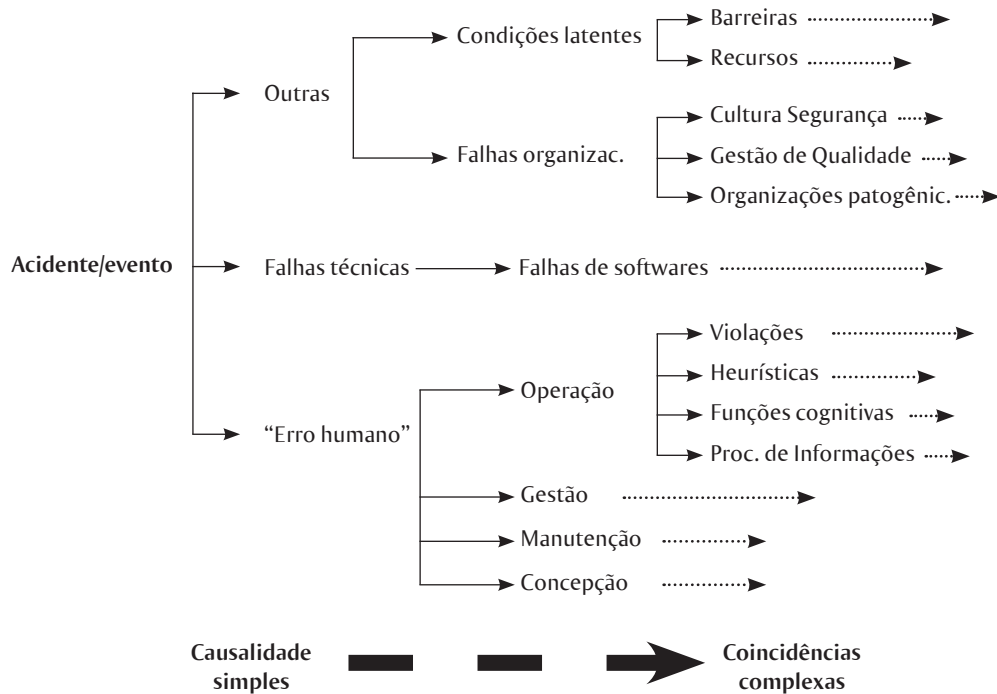 Condições latentes
Barreiras
Recursos
Outras
Falhas organizac.
Cultura Segurança
Gestão de Qualidade
Organizações patogênic.
Acidente/evento
Falhas técnicas
Falhas de softwares
“Erro humano”
Operação
Violações
Heurísticas
Funções cognitivas
Proc. de Informações
Gestão
Manutenção
Concepção
Causalidade
simples
Coincidências
complexas